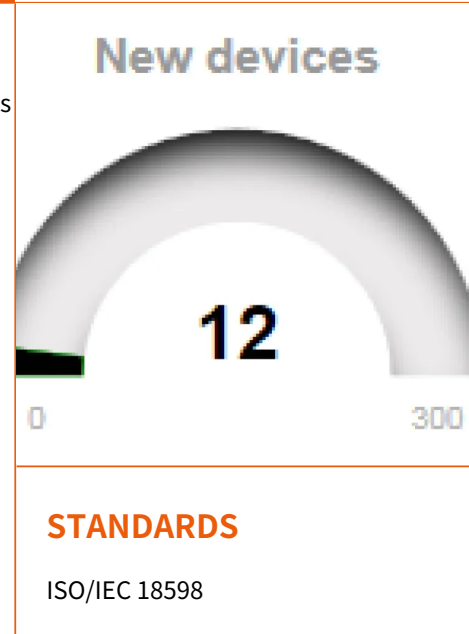 New devices
s
12
0 300
STANDARDS
ISO/IEC 18598